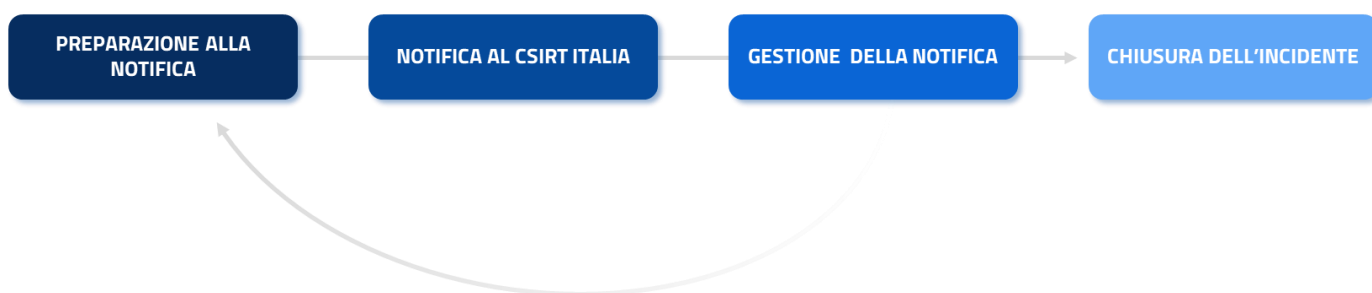 PREPARAZIONE ALLA
NOTIFICA
NOTIFICA AL CSIRT ITALIA
GESTIONE DELLA NOTIFICA
CHIUSURA DELL'INCIDENTE